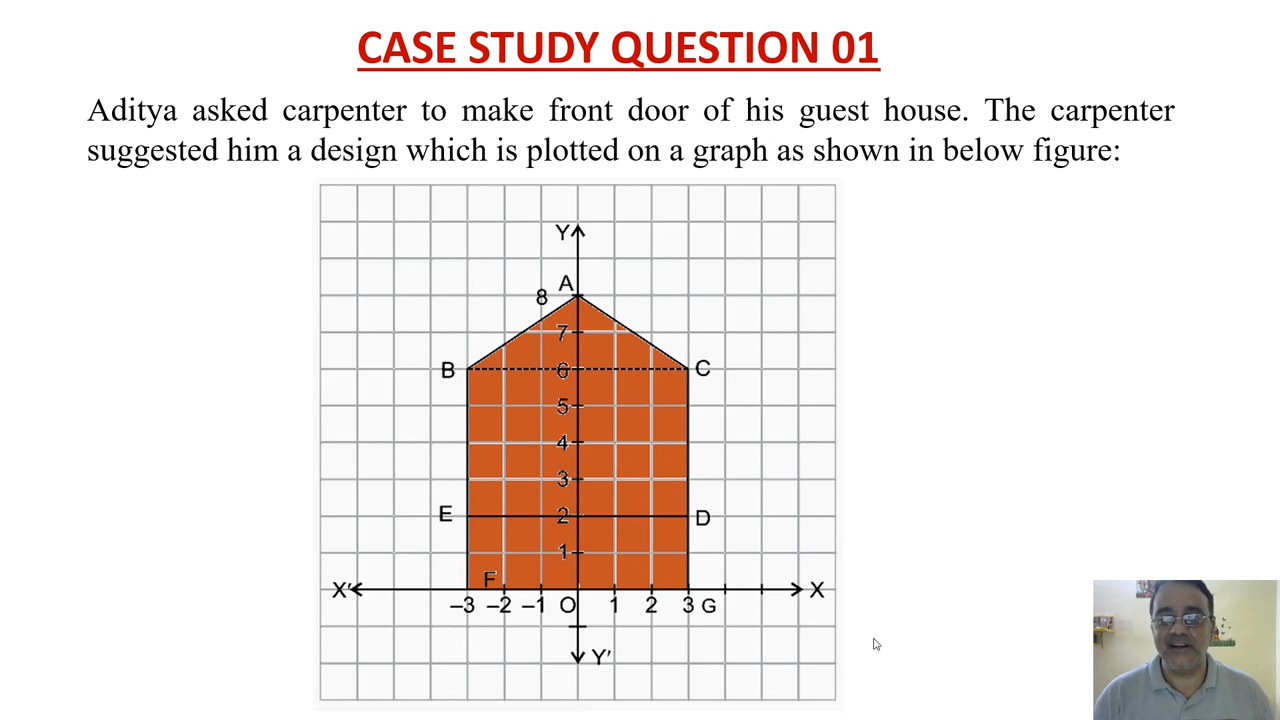 CASE STUDY QUESTION 01
Aditya asked carpenter to make front door of his guest house. The carpenter
suggested him a design which is plotted on a graph as shown in below figure:
Y
A
8
7
B 6 C
5
4
3
E 2 D
1
F
X′ X
–3 –2 –1 O 1 2 3 G
Y′